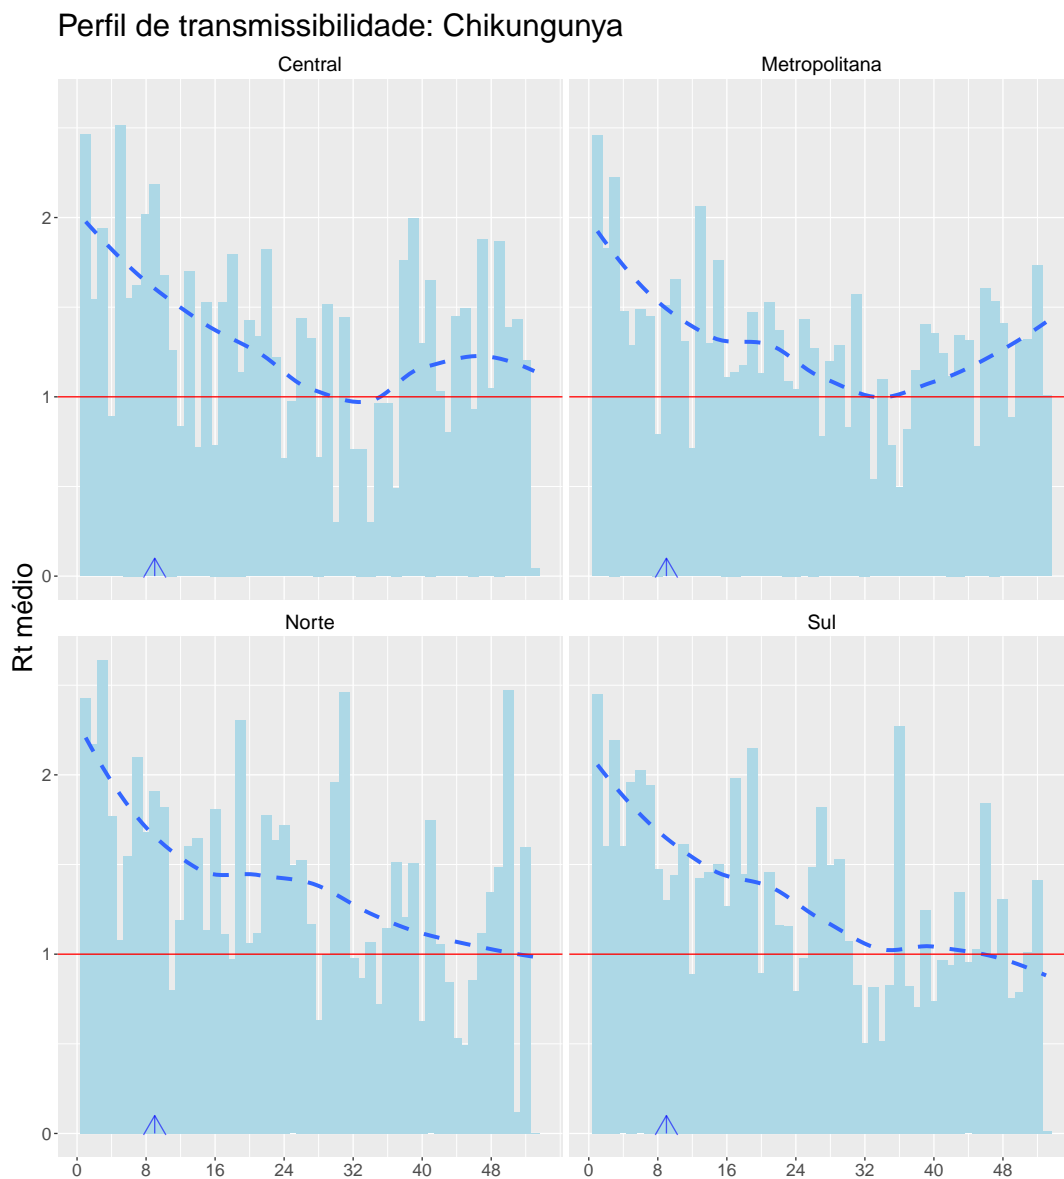 Perfil de transmissibilidade: Chikungunya
Central
Metropolitana
2
1
0
Rt médio
Norte
Sul
2
1
0
0 8 16 24 32 40 48
0 8 16 24 32 40 48